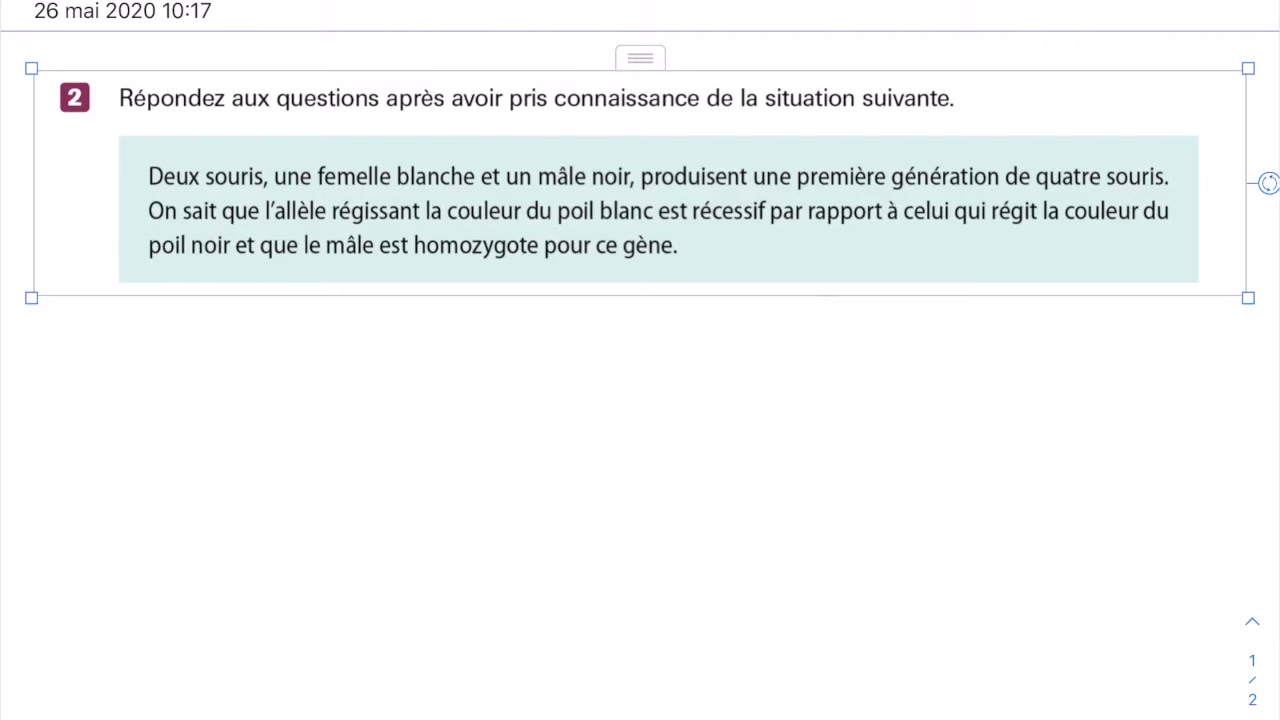 26 mai 2020 10:17
2 Répondez aux questions après avoir pris connaissance de la situation suivante.
Deux souris, une femelle blanche et un mâle noir, produisent une première génération de quatre souris.
On sait que l’allèle régissant la couleur du poil blanc est récessif par rapport à celui qui régit la couleur du
poil noir et que le mâle est homozygote pour ce gène.
1
/
2